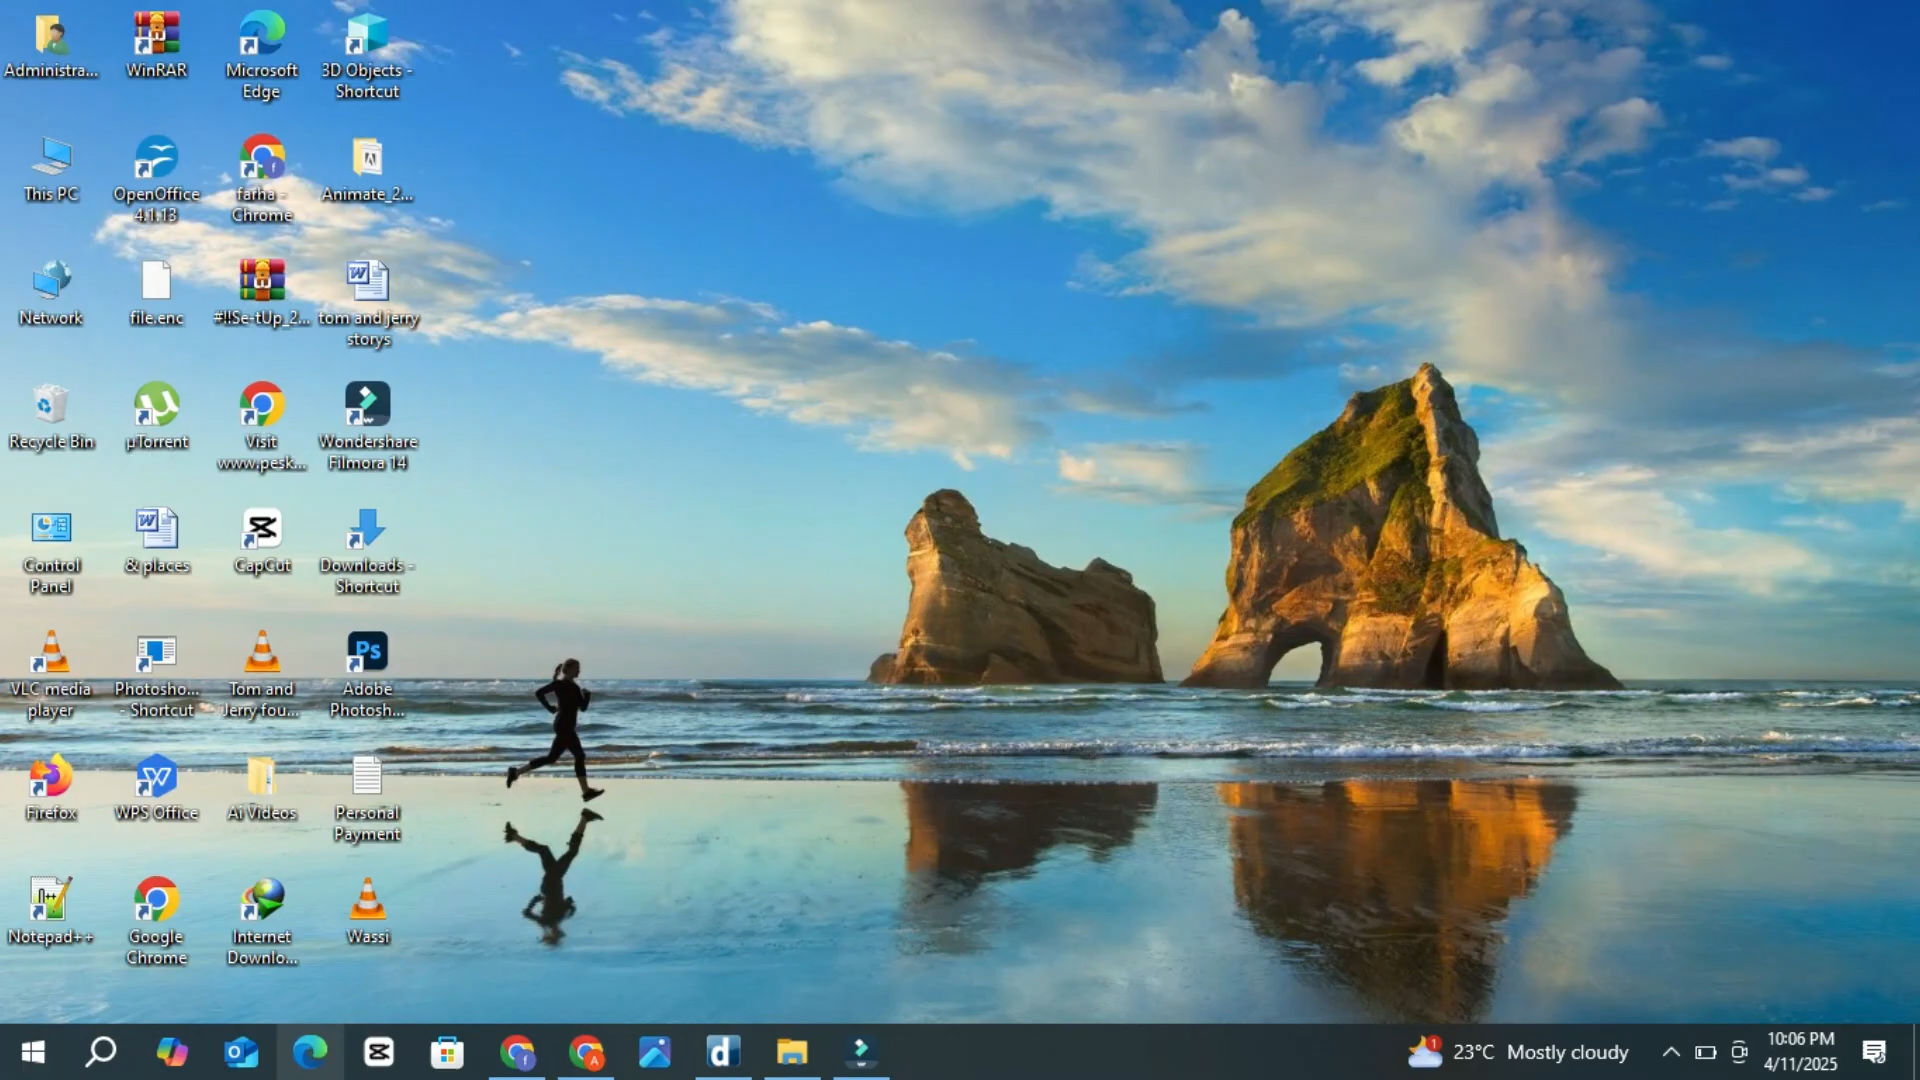 Administra...
WinRAR
Microsoft
Edge
3D Objects -
Shortcut
This PC
OpenOffice
4.1.13
farha -
Chrome
Animate_2...
Network
file.enc
#!!Se-tUp_2...
tom and jerry
storys
Recycle Bin
µTorrent
Visit
www.pesk...
Wondershare
Filmora 14
Control
Panel
& places
CapCut
Downloads -
Shortcut
VLC media
player
Photosho...
- Shortcut
Tom and
Jerry fou...
Adobe
Photosh...
Firefox
WPS Office
Ai Videos
Personal
Payment
Notepad++
Google
Chrome
Internet
Downlo...
Wassi
23°C Mostly cloudy
10:06 PM
4/11/2025